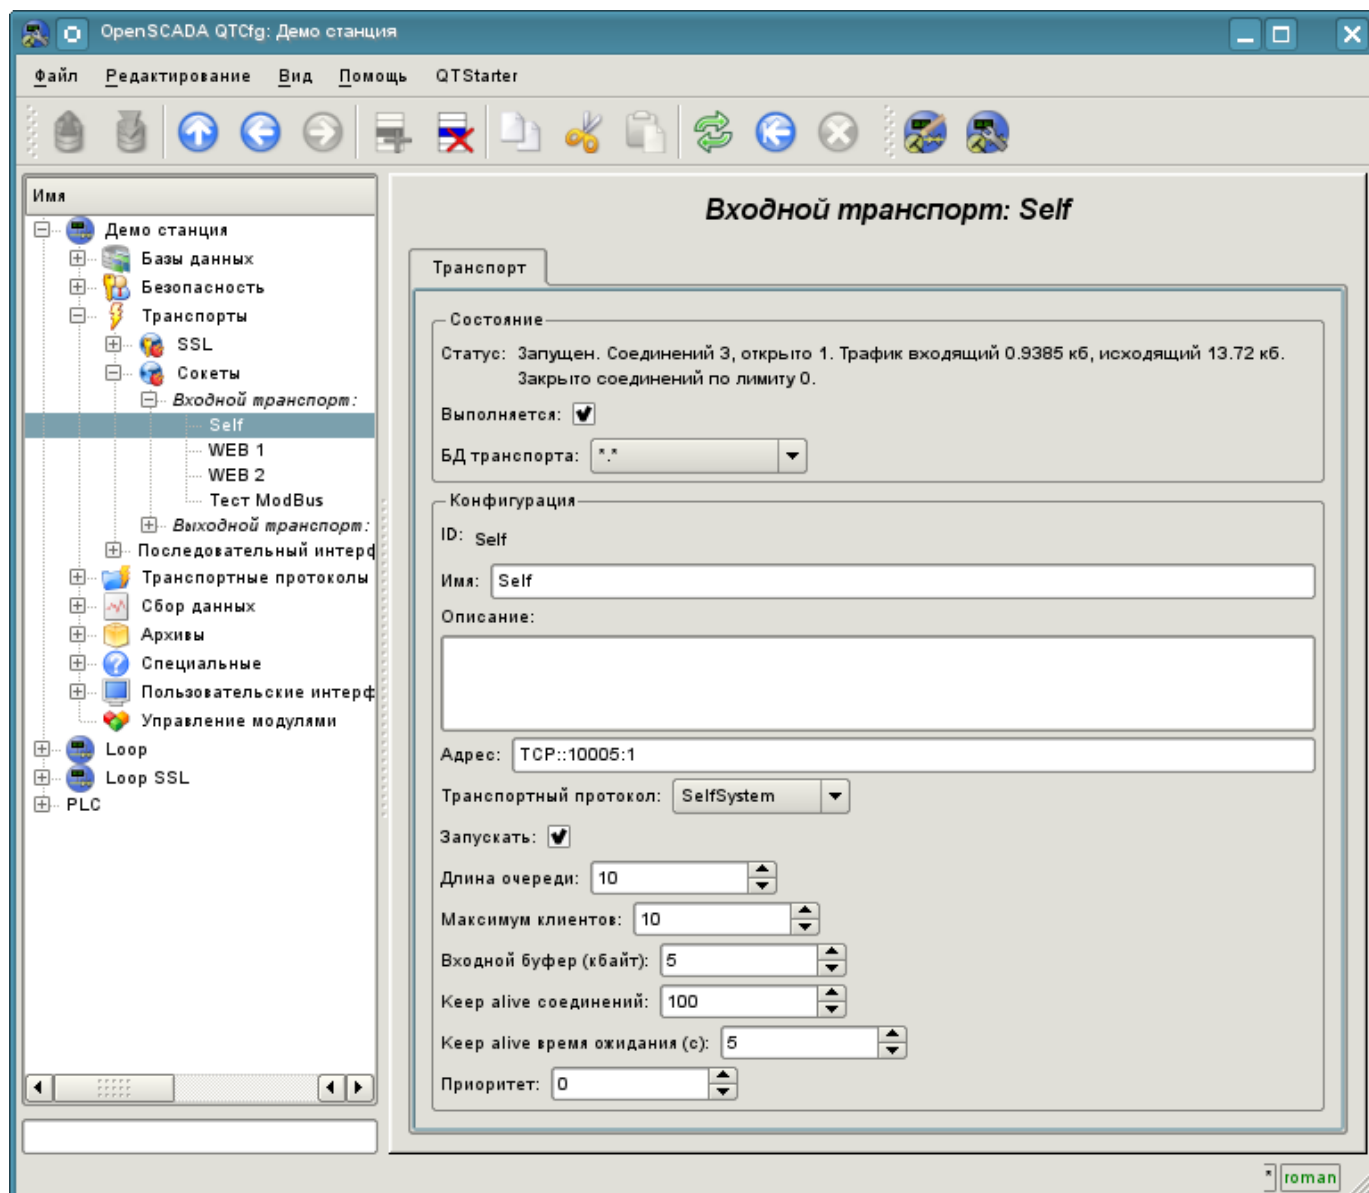 OpenSCADA QTCfg: Демо станция
Файл Редактирование Вид Помощь QTStarter
Имя
Демо станция
Базы данных
Безопасность
Транспорты
SSL
Сокеты
Входной транспорт:
Self
WEB 1
WEB 2
Тест ModBus
Выходной транспорт:
Последовательный интерф
Транспортные протоколы
Сбор данных
Архивы
Специальные
Пользовательские интерф
Управление модулями
Loop
Loop SSL
PLC
Входной транспорт: Self
Транспорт
Состояние
Статус: Запущен. Соединений 3, открыто 1. Трафик входящий 0.9385 кб, исходящий 13.72 кб.
Закрыто соединений по лимиту 0.
Выполняется:
БД транспорта: *.*
Конфигурация
ID: Self
Имя: Self
Описание:
Адрес: TCP::10005:1
Транспортный протокол: SelfSystem
Запускать:
Длина очереди: 10
Максимум клиентов: 10
Входной буфер (кбайт): 5
Keep alive соединений: 100
Keep alive время ожидания (с): 5
Приоритет: 0
* roman